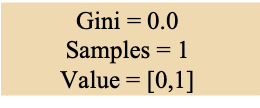 Gini = 0.0
Samples = 1
Value = [0,1]